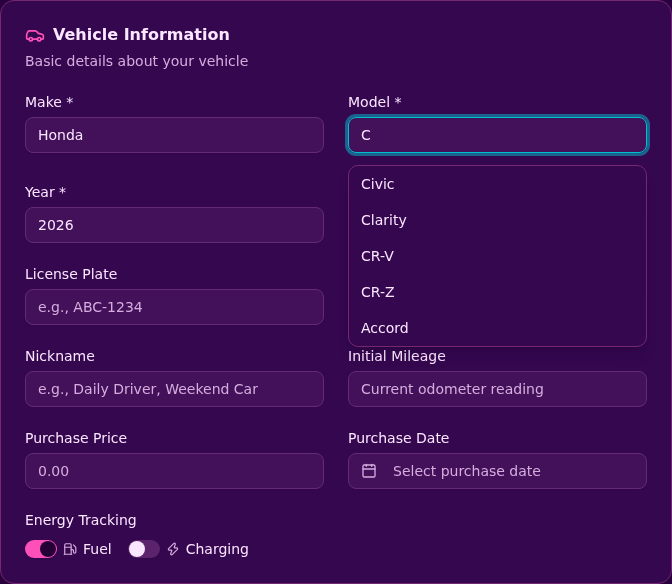 Vehicle Information
Basic details about your vehicle
Make *
Model *
Honda
C
Civic
Clarity
CR-V
CR-Z
Accord
Year *
2026
License Plate
e.g., ABC-1234
Nickname
Initial Mileage
e.g., Daily Driver, Weekend Car
Current odometer reading
Purchase Price
Purchase Date
0.00
Select purchase date
Energy Tracking
Fuel
Charging